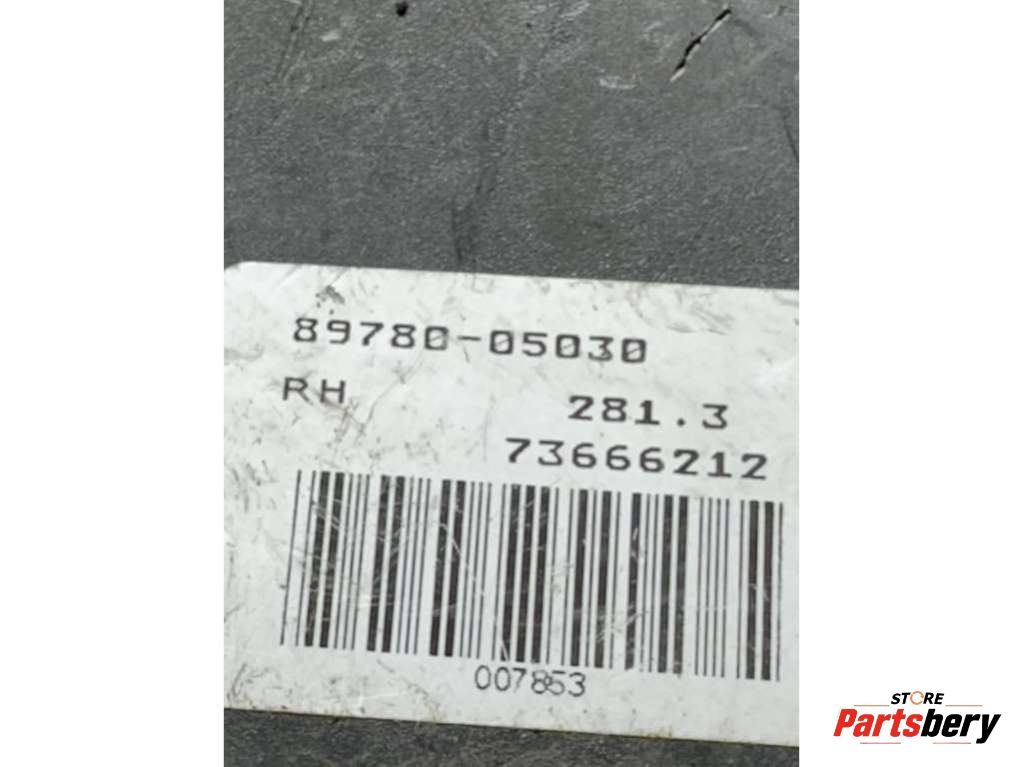 89780-05030
RH 281.3
73666212
007853
STORE
Partsbery